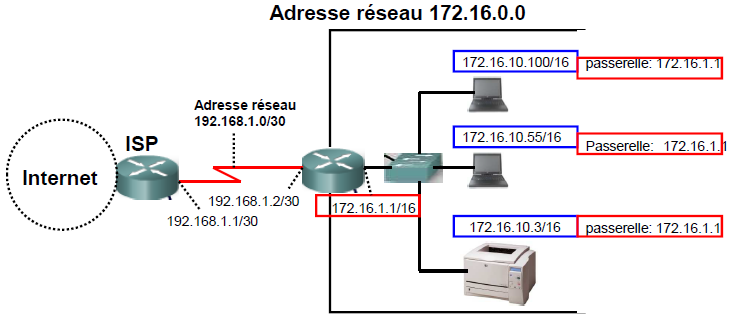 Adresse réseau 172.16.0.0
172.16.10.100/16 passerelle: 172.16.1.1
Adresse réseau
192.168.1.0/30
172.16.10.55/16 Passerelle: 172.16.1.1
ISP
Internet
192.168.1.2/30
172.16.1.1/16
192.168.1.1/30
172.16.10.3/16 passerelle: 172.16.1.1